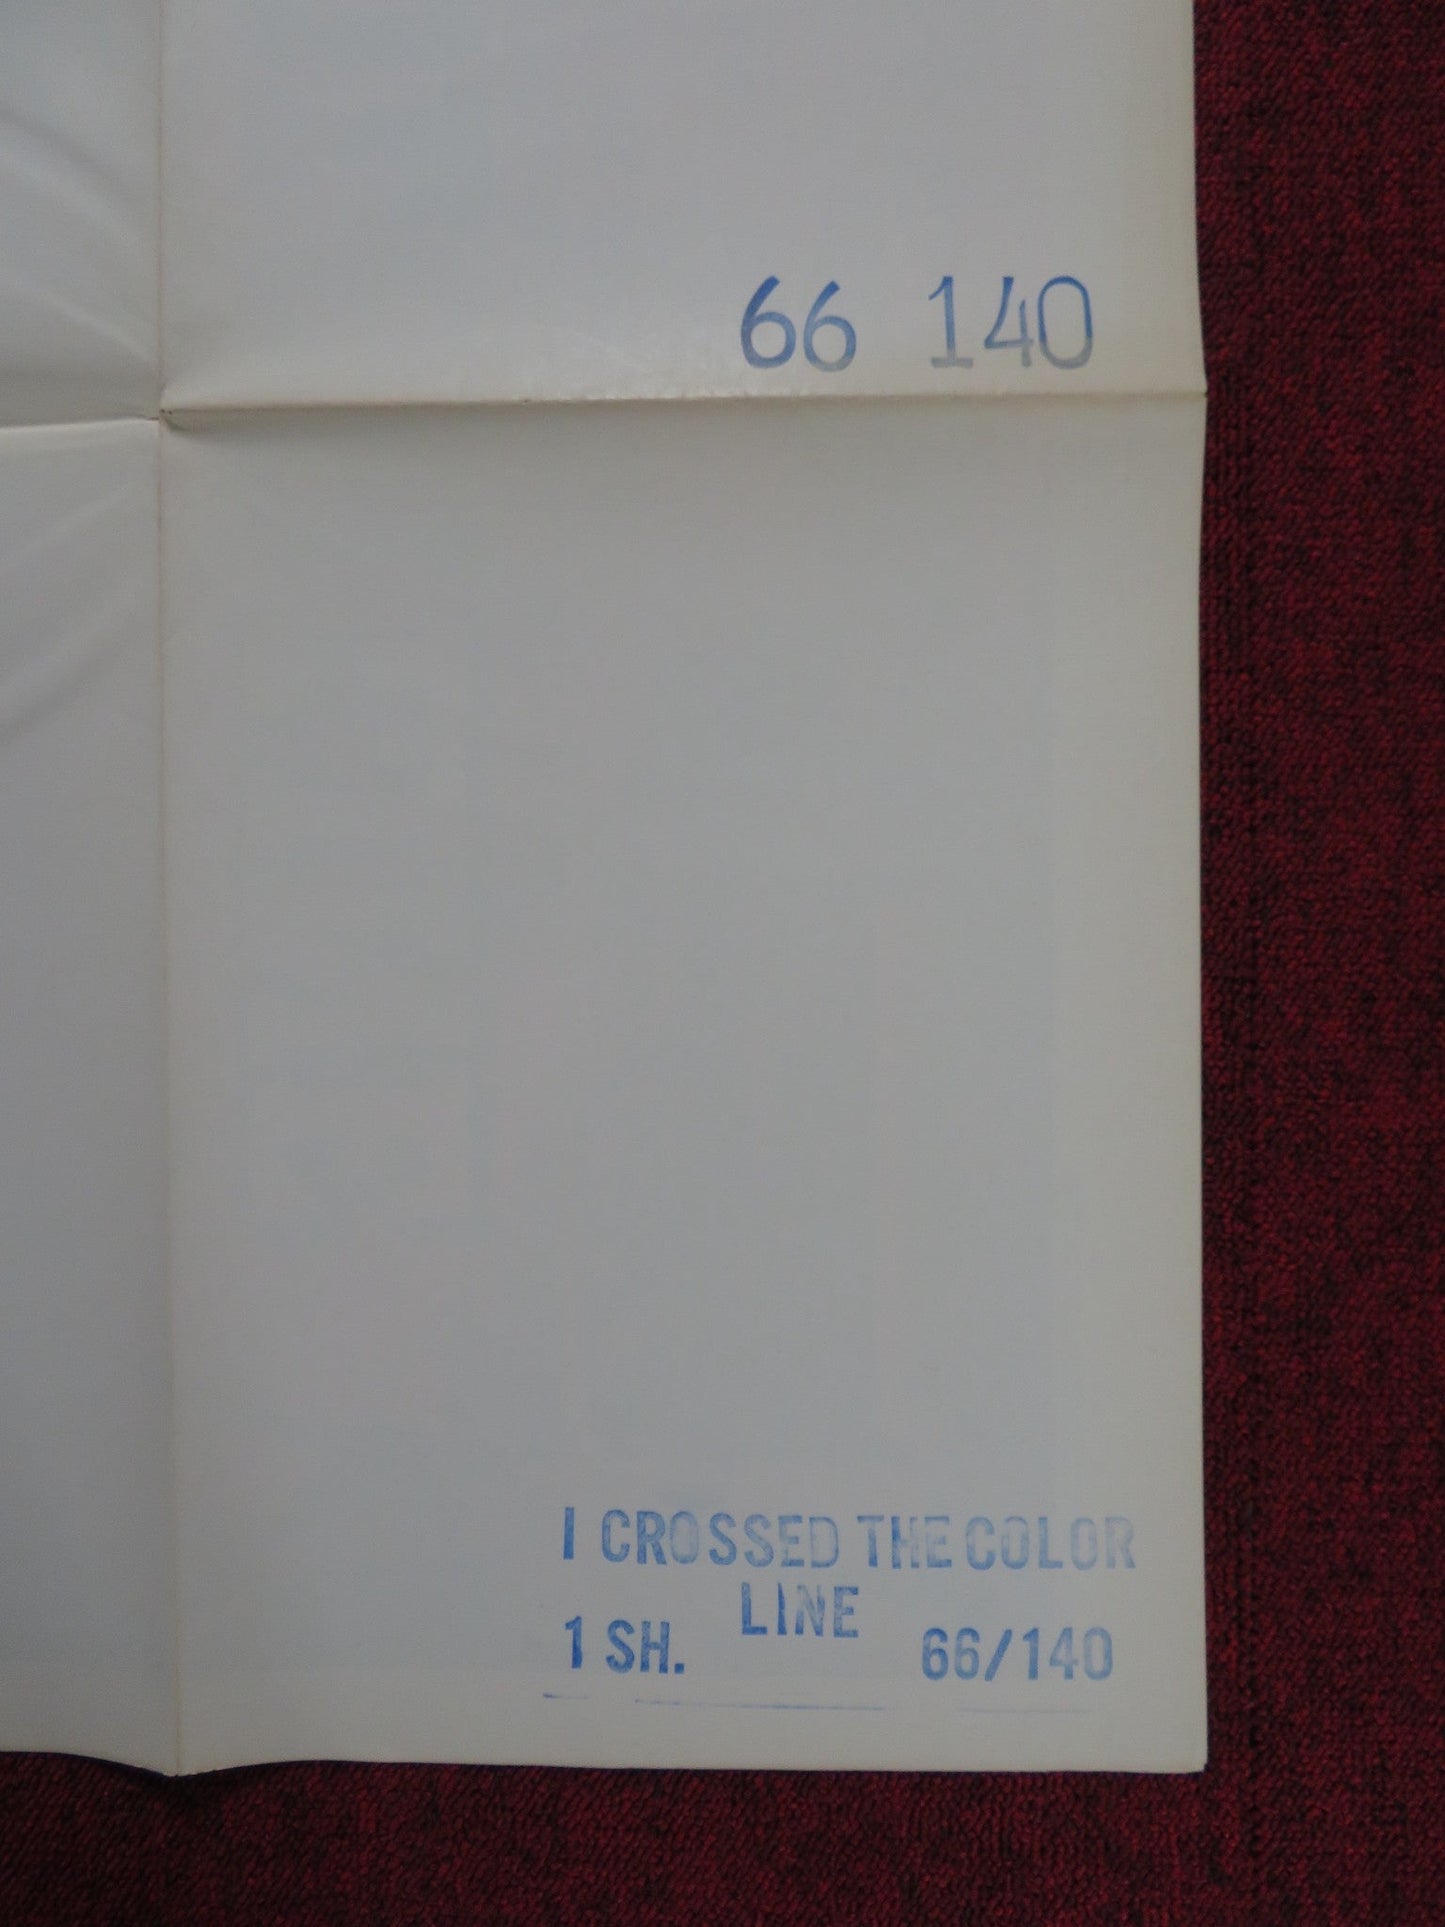 66 140
I CROSSED THE COLOR
LINE
1 SH. 66/140